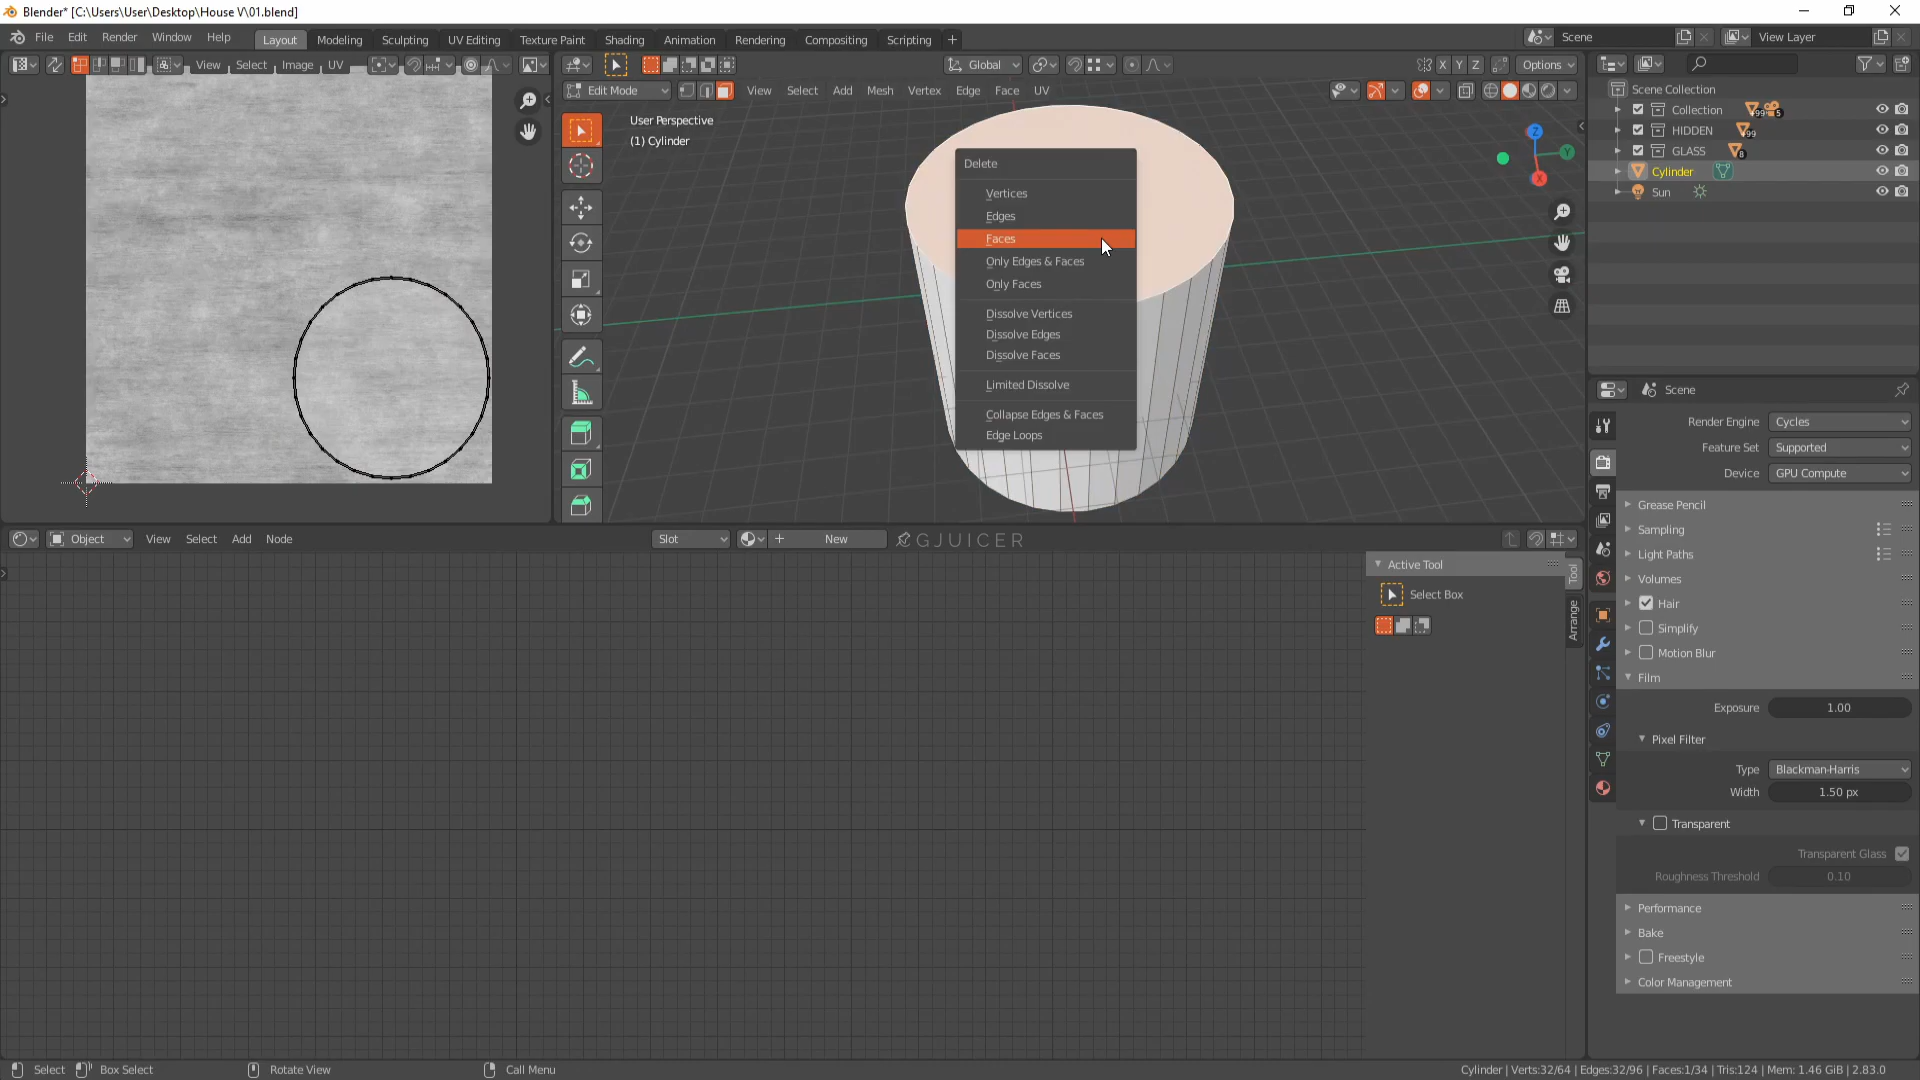 Blender* [C:\Users\User\Desktop\House V\01.blend]
File Edit Render Window Help Layout Modeling Sculpting UV Editing Texture Paint Shading Animation Rendering Compositing Scripting + Scene View Layer
View Select Image UV
Global X Y Z Options
Edit Mode View Select Add Mesh Vertex Edge Face UV
User Perspective
(1) Cylinder
Z Y X
Delete
Vertices
Edges
Faces
Only Edges & Faces
Only Faces
Dissolve Vertices
Dissolve Edges
Dissolve Faces
Limited Dissolve
Collapse Edges & Faces
Edge Loops
Scene Collection
Collection 99 5
HIDDEN 99
GLASS 8
Cylinder
Sun
Scene
Render Engine Cycles
Feature Set Supported
Device GPU Compute
Grease Pencil
Sampling
Light Paths
Volumes
Hair
Simplify
Motion Blur
Film
Exposure 1.00
Pixel Filter
Type Blackman-Harris
Width 1.50 px
Transparent
Transparent Glass
Roughness Threshold 0.10
Performance
Bake
Freestyle
Color Management
Object View Select Add Node Slot + New GJUICER
Active Tool
Select Box
Tool
Arrange
Select Box Select Rotate View Call Menu Cylinder | Verts:32/64 | Edges:32/96 | Faces:1/34 | Tris:124 | Mem: 1.46 GiB | 2.83.0